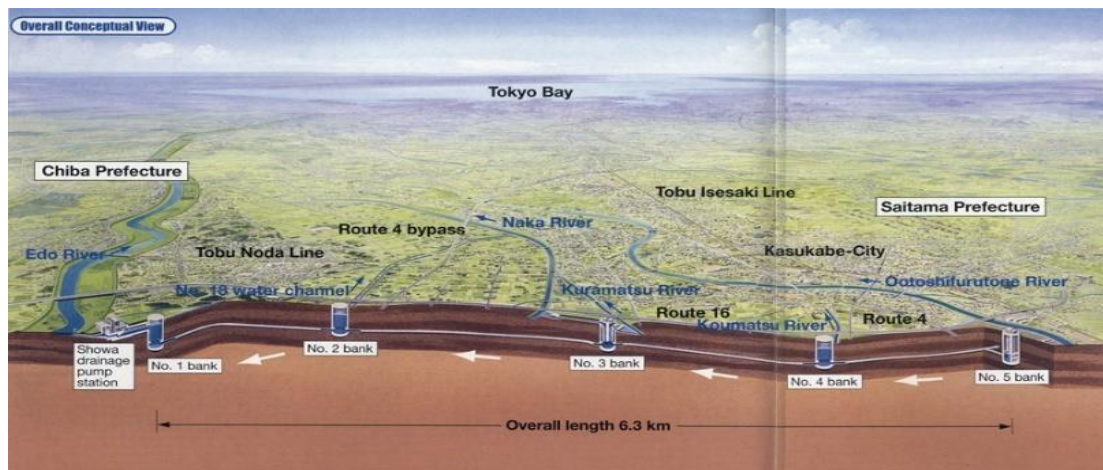 Overall Conceptual View
Tokyo Bay
Chiba Prefecture
Tobu Isesaki Line
Saitama Prefecture
Naka River
Route 4 bypass
Edo River
Tobu Noda Line
Kasukabe-City
No. 18 water channel
Kuramatsu River
Ootoshifurutone River
Route 16
Koumatsu River
Route 4
Showa
drainage
pump
station
No. 1 bank
No. 2 bank
No. 3 bank
No. 4 bank
No. 5 bank
Overall length 6.3 km